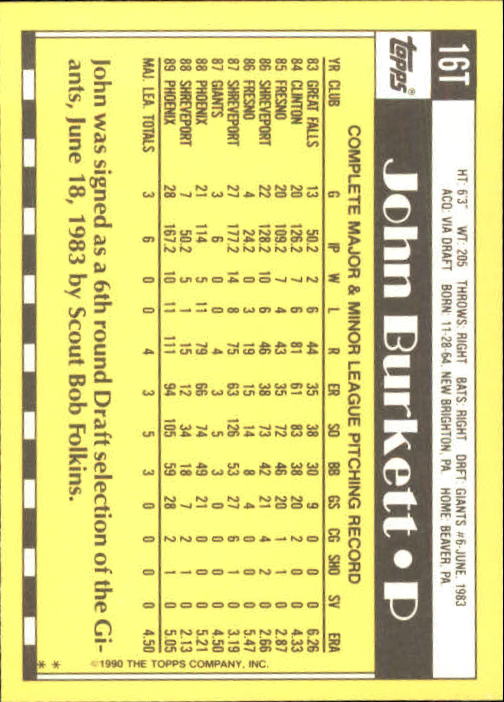 16T
HT: 6'3" WT: 205 THROWS: RIGHT BATS: RIGHT DRFT: GIANTS #6-JUNE, 1983
ACQ: VIA DRAFT BORN: 11-28-64, NEW BRIGHTON, PA HOME: BEAVER, PA
Topps®
John Burkett • P
COMPLETE MAJOR & MINOR LEAGUE PITCHING RECORD
YR CLUB G IP W L R ER SO BB GS CG SHO SV ERA
83 GREAT FALLS 13 50.2 2 6 44 35 38 30 9 0 0 0 6.26
84 CLINTON 20 126.2 7 6 81 61 83 38 20 2 0 0 4.33
85 FRESNO 20 109.2 7 4 43 35 72 46 20 1 1 0 2.87
86 SHREVEPORT 22 128.2 10 6 46 38 73 42 21 4 2 0 2.66
86 FRESNO 4 24.2 0 3 19 15 14 8 4 0 0 0 5.47
87 SHREVEPORT 27 177.2 14 8 75 63 126 53 27 6 1 0 3.19
87 GIANTS 3 6 0 0 4 3 5 3 0 0 0 0 4.50
88 PHOENIX 21 114 5 11 79 66 74 49 21 0 0 0 5.21
88 SHREVEPORT 7 50.2 5 1 15 12 34 18 7 2 1 0 2.13
89 PHOENIX 28 167.2 10 11 111 94 105 59 28 2 1 0 5.05
MAJ. LEA. TOTALS 3 6 0 0 4 3 5 3 0 0 0 0 4.50
John was signed as a 6th round Draft selection of the Gi-
ants, June 18, 1983 by Scout Bob Folkins.
©1990 THE TOPPS COMPANY, INC.
* *